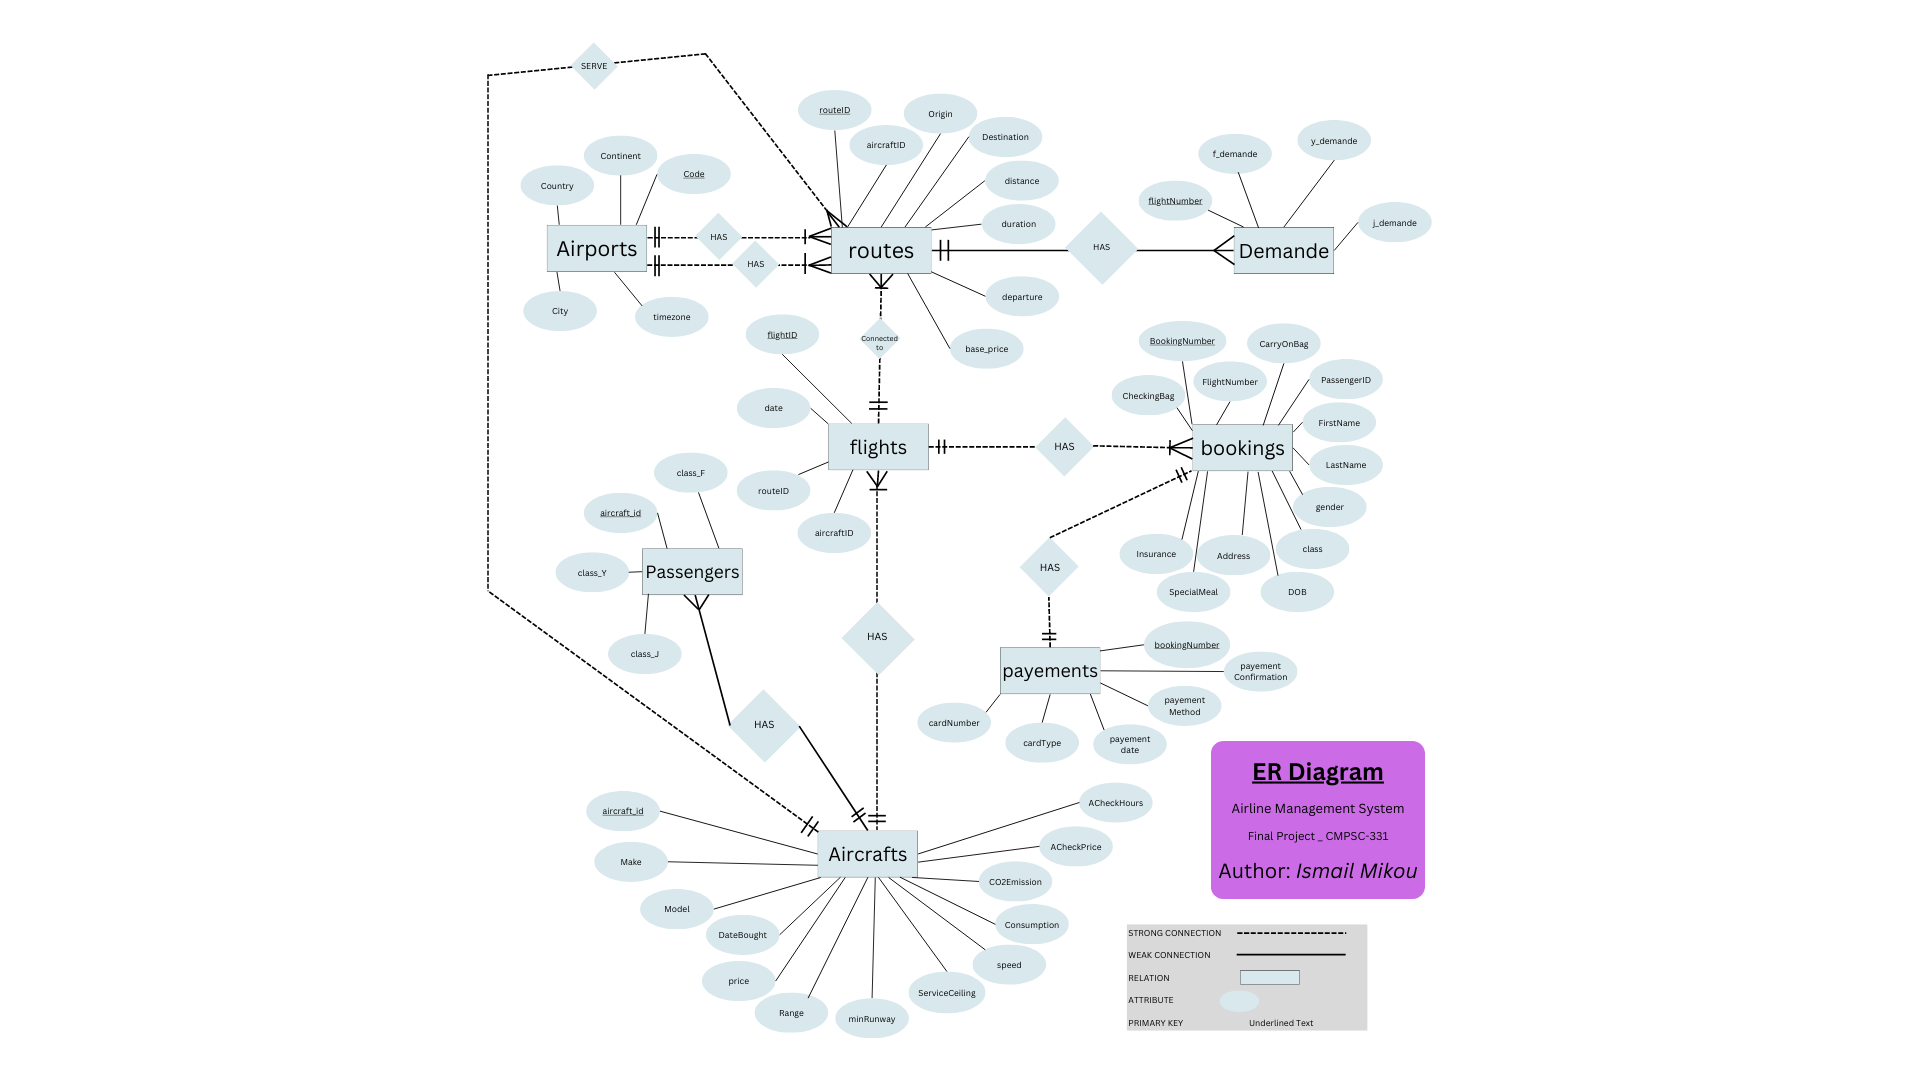 SERVE
routeID
Origin
aircraftID
Destination
Continent
Code
Country
distance
duration
f_demande
y_demande
flightNumber
j_demande
Airports
HAS
HAS
routes
HAS
Demande
City
timezone
departure
base_price
Connected
to
flightID
date
flights
routeID
aircraftID
HAS
BookingNumber
CarryOnBag
FlightNumber
PassengerID
CheckingBag
FirstName
bookings
LastName
gender
class
Insurance
Address
SpecialMeal
DOB
class_F
aircraft_id
class_Y
Passengers
class_J
HAS
HAS
HAS
payements
bookingNumber
payement
Confirmation
payement
Method
payement
date
cardType
cardNumber
aircraft_id
Make
Model
DateBought
price
Range
minRunway
ServiceCeiling
speed
Consumption
CO2Emission
ACheckPrice
ACheckHours
Aircrafts
ER Diagram
Airline Management System
Final Project _ CMPSC-331
Author: Ismail Mikou
STRONG CONNECTION
WEAK CONNECTION
RELATION
ATTRIBUTE
PRIMARY KEY Underlined Text